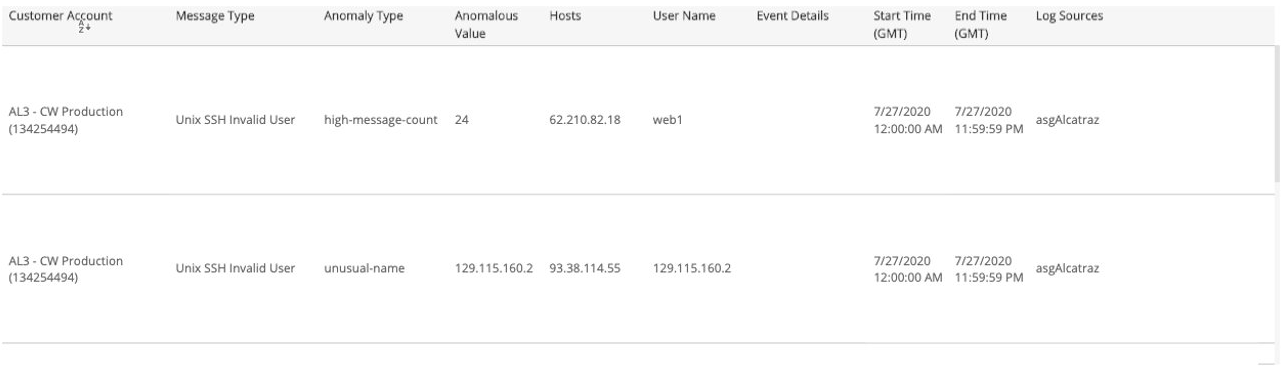 Customer Account Message Type Anomaly Type Anomalous Value Hosts User Name Event Details Start Time (GMT) End Time (GMT) Log Sources
AL3 - CW Production (134254494) Unix SSH Invalid User high-message-count 24 62.210.82.18 web1 7/27/2020 12:00:00 AM 7/27/2020 11:59:59 PM asgAlcatraz
AL3 - CW Production (134254494) Unix SSH Invalid User unusual-name 129.115.160.2 93.38.114.55 129.115.160.2 7/27/2020 12:00:00 AM 7/27/2020 11:59:59 PM asgAlcatraz